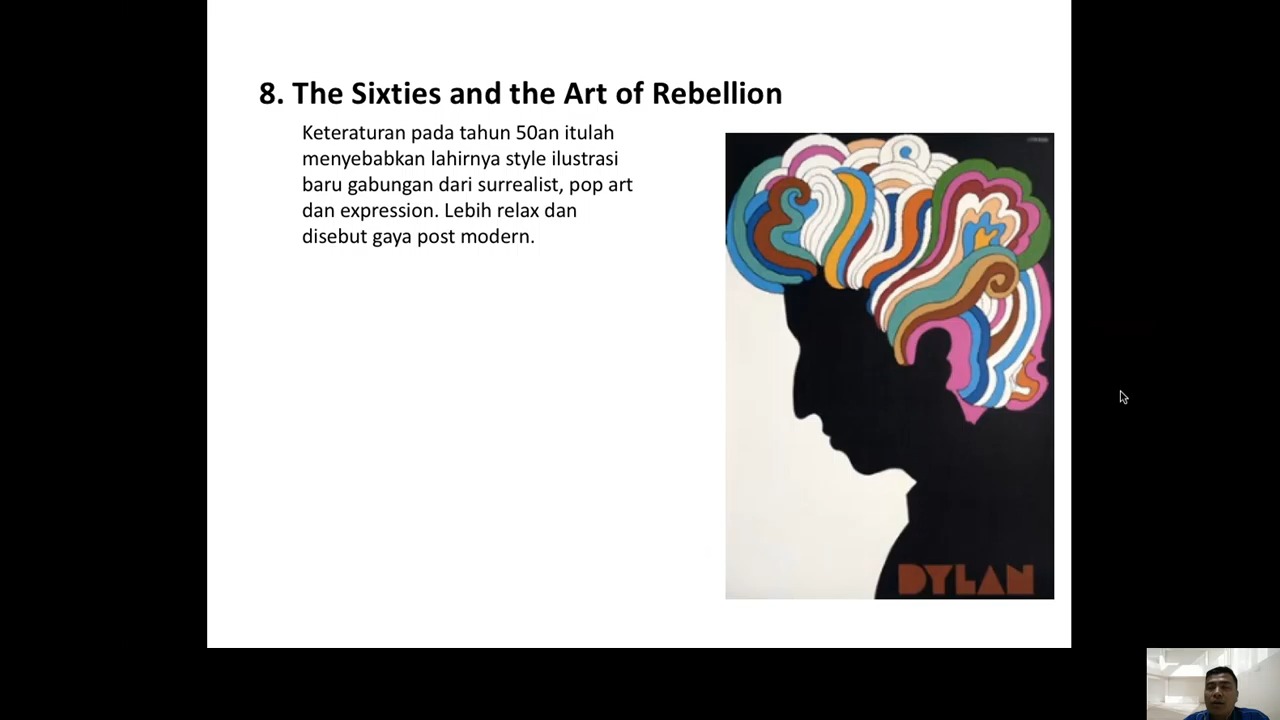 8. The Sixties and the Art of Rebellion
Keteraturan pada tahun 50an itulah
menyebabkan lahirnya style ilustrasi
baru gabungan dari surrealist, pop art
dan expression. Lebih relax dan
disebut gaya post modern.
DYLAN